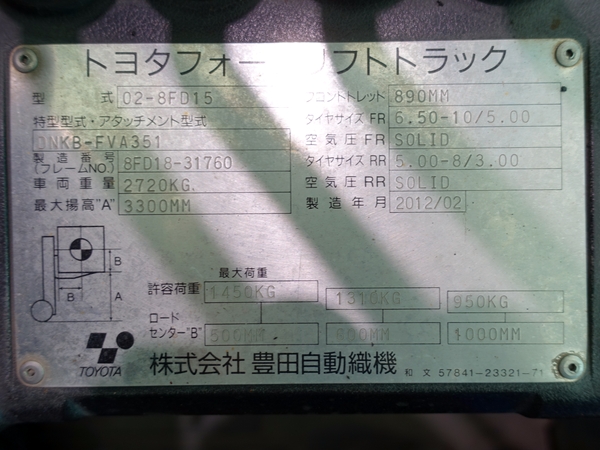 トヨタフォークリフトトラック
型式 02-8FD15 フロントトレッド 890MM
特型型式・アタッチメント型式 タイヤサイズ FR 6.50-10/5.00
DNKB-FVA351 空気圧 FR SOLID
製造番号(フレームNO.) 8FD18-31760 タイヤサイズ RR 5.00-8/3.00
車両重量 2720KG 空気圧 RR SOLID
最大揚高"A" 3300MM 製造年月 2012/02
B
B A
最大荷重
許容荷重 1450KG 1310KG 950KG
ロードセンター"B" 500MM 1000MM
TOYOTA 株式会社 豊田自動織機 和文 57841-23321-71